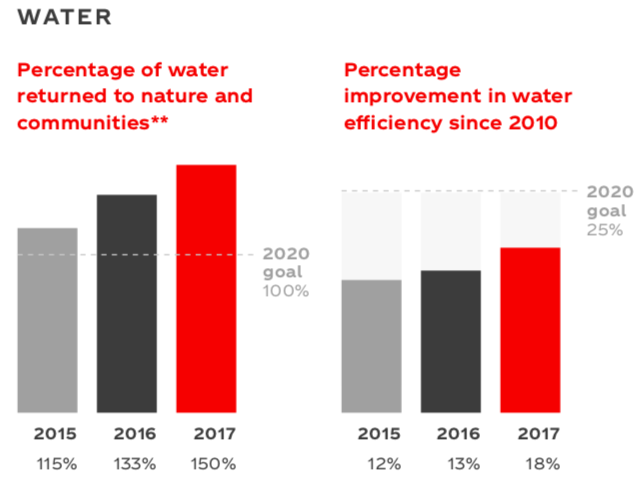 WATER
Percentage of water
returned to nature and
communities**
2020
goal
100%
2015 2016 2017
115% 133% 150%
Percentage
improvement in water
efficiency since 2010
2020
goal
25%
2015 2016 2017
12% 13% 18%